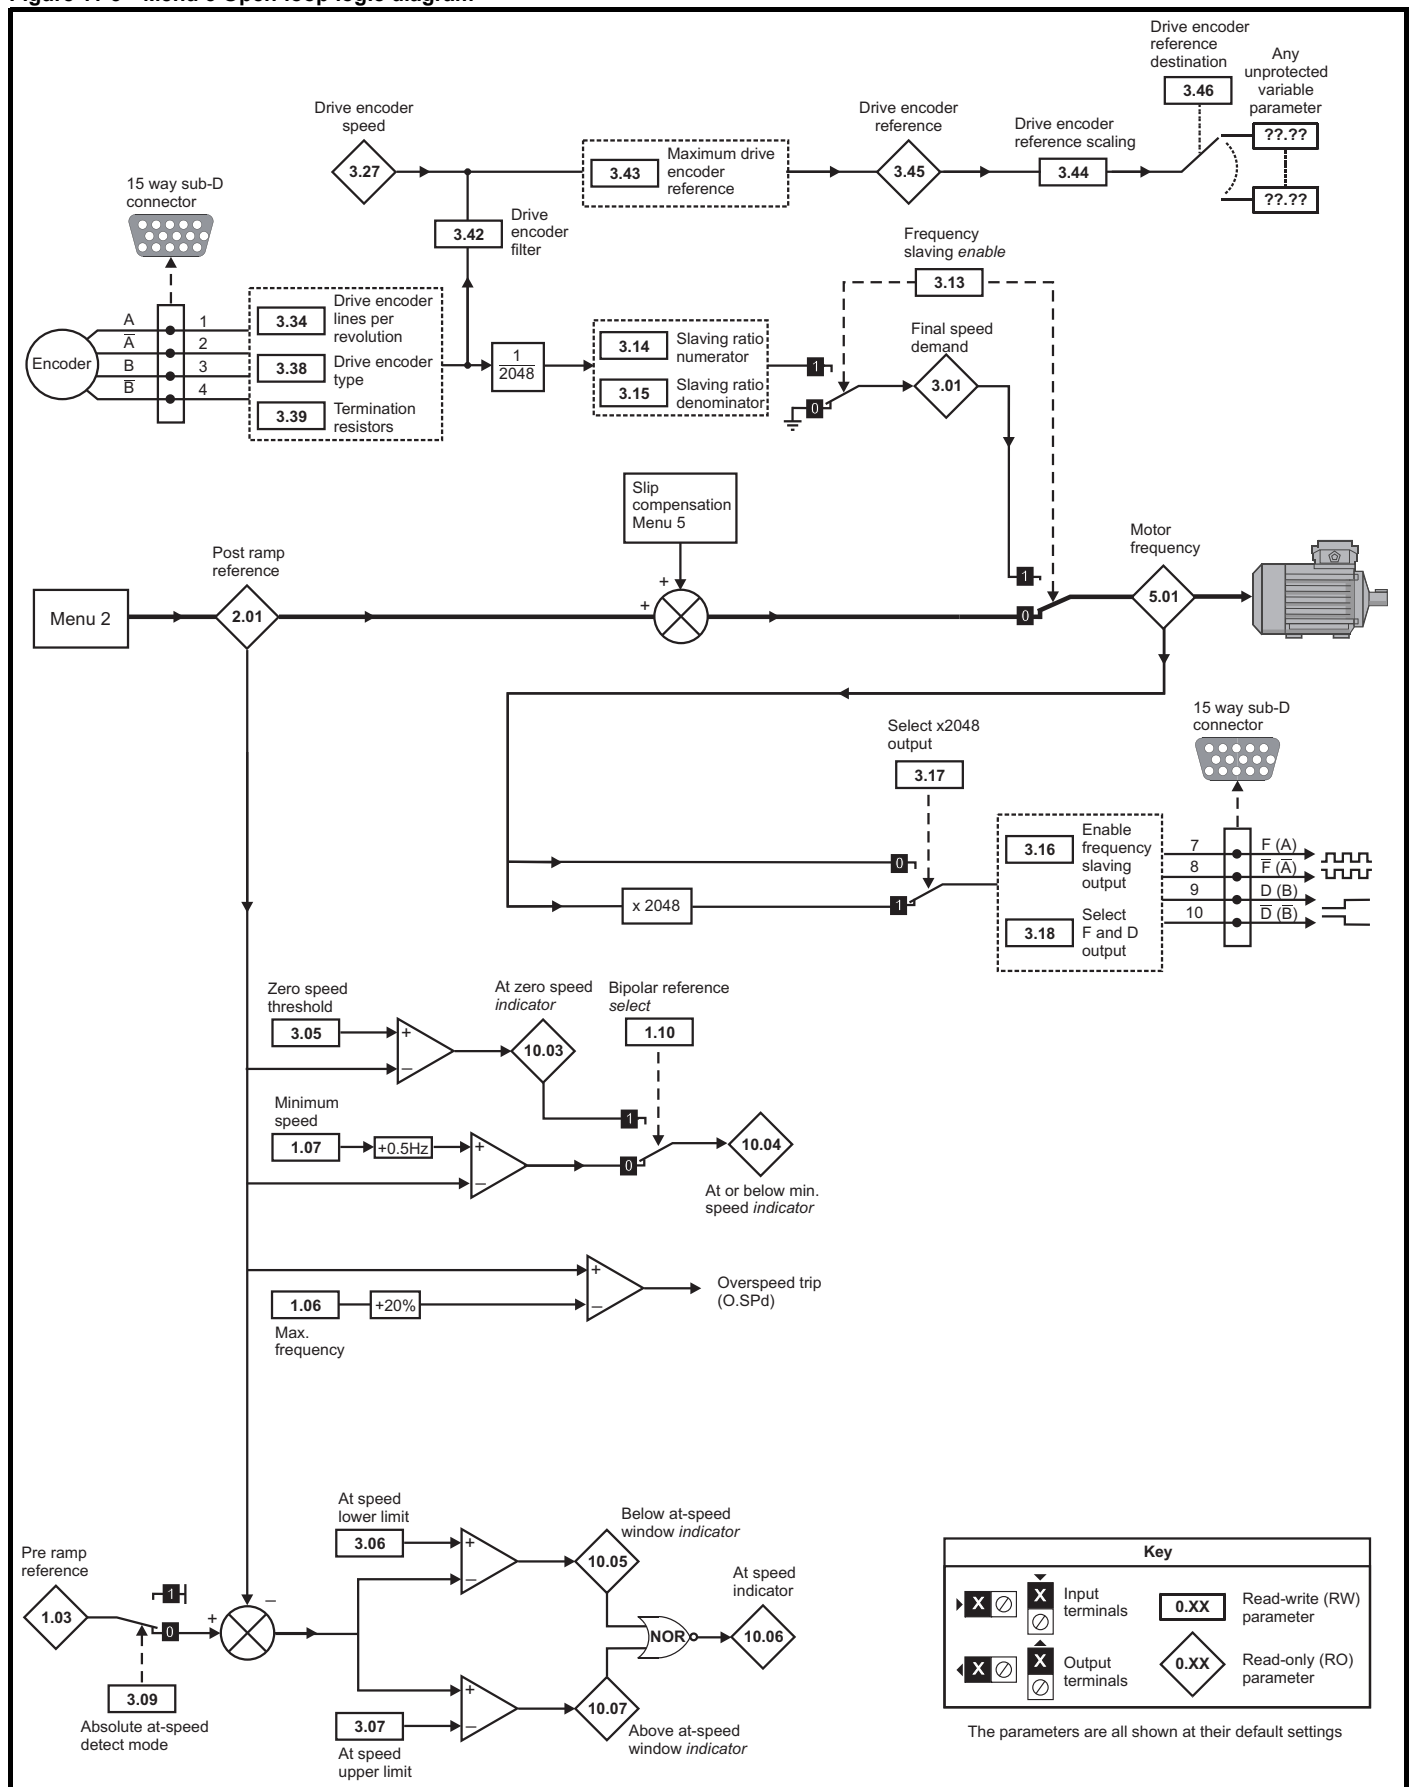 Drive encoder
reference
destination
3.46
Any
unprotected
variable
parameter
??.??
??.??
Drive encoder
speed
3.27
3.43
Maximum drive
encoder
reference
Drive encoder
reference
3.45
Drive encoder
reference scaling
3.44
15 way sub-D
connector
3.42
Drive
encoder
filter
Frequency
slaving enable
3.13
Encoder
A
A̅
B
B̅
1
2
3
4
3.34
Drive encoder
lines per
revolution
3.38
Drive encoder
type
3.39
Termination
resistors
1
2048
3.14
Slaving ratio
numerator
3.15
Slaving ratio
denominator
1
0
Final speed
demand
3.01
Slip
compensation
Menu 5
Menu 2
Post ramp
reference
2.01
+
+
1
0
Motor
frequency
5.01
Select x2048
output
3.17
0
x 2048
1
3.16
Enable
frequency
slaving
output
3.18
Select
F and D
output
15 way sub-D
connector
7
8
9
10
F (A)
F̅ (A̅)
D (B)
D̅ (B̅)
Zero speed
threshold
3.05
+
–
At zero speed
indicator
10.03
Bipolar reference
select
1.10
Minimum
speed
1.07
+0.5Hz
+
–
1
0
10.04
At or below min.
speed indicator
+
–
1.06
+20%
Max.
frequency
Overspeed trip
(O.SPd)
Pre ramp
reference
1.03
1
0
3.09
Absolute at-speed
detect mode
+
–
At speed
lower limit
3.06
+
–
Below at-speed
window indicator
10.05
NOR
At speed
indicator
10.06
+
–
3.07
At speed
upper limit
10.07
Above at-speed
window indicator
Key
X
X
Input
terminals
X
X
Output
terminals
0.XX
Read-write (RW)
parameter
0.XX
Read-only (RO)
parameter
The parameters are all shown at their default settings